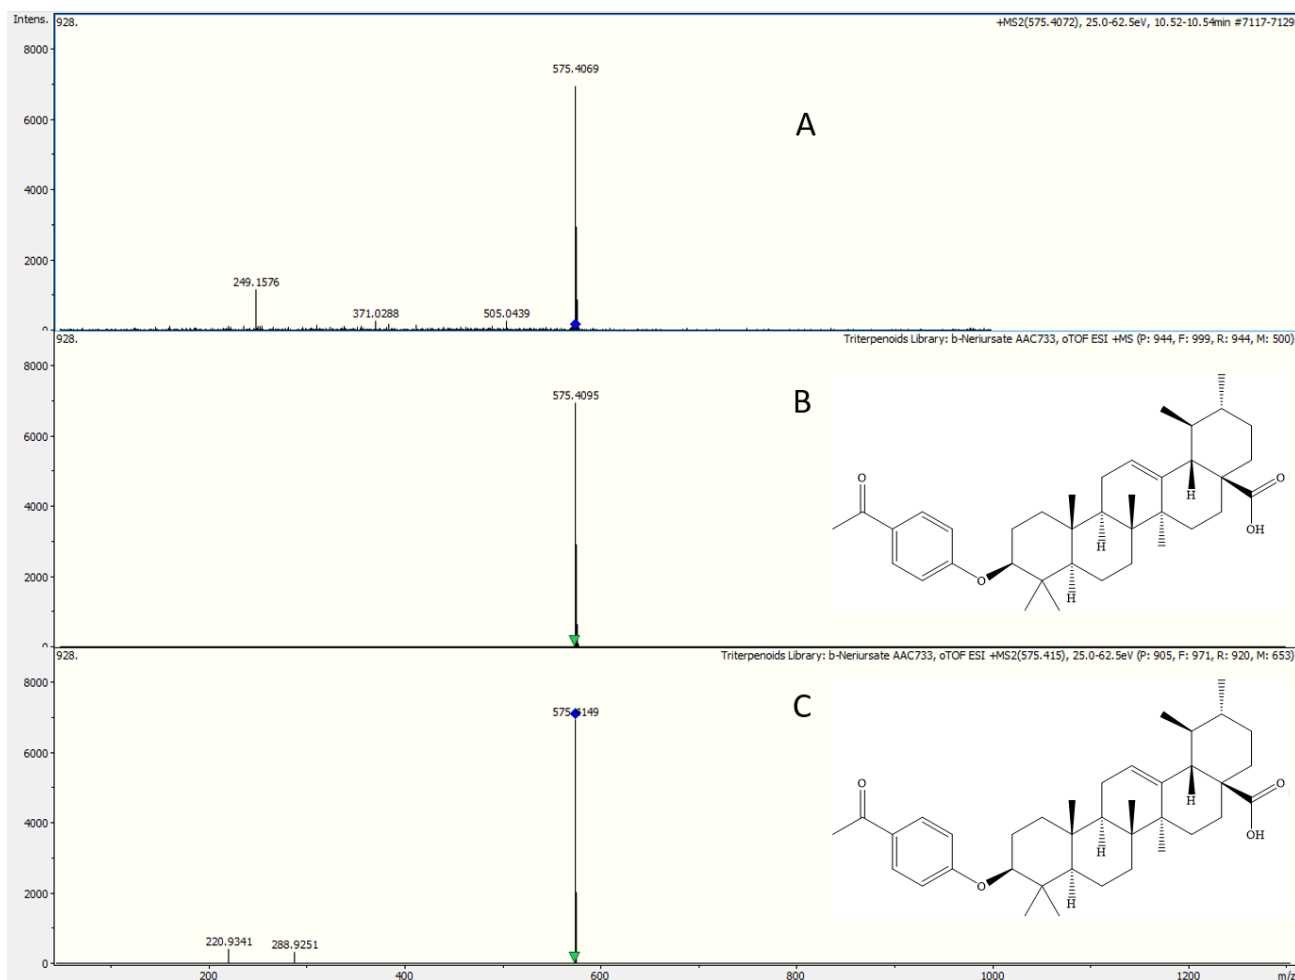 Intens.
928.
+MS2(575.4072), 25.0-62.5eV, 10.52-10.54min #7117-7129
8000
575.4069
6000
A
4000
2000
249.1576
371.0288
505.0439
0
928.
Triterpenoids Library: b-Neriursate AAC733, oTOF ESI +MS (P: 944, F: 999, R: 944, M: 500)
8000
575.4095
B
6000
4000
2000
0
O
O
H
O
H
H
OH
928.
Triterpenoids Library: b-Neriursate AAC733, oTOF ESI +MS2(575.415), 25.0-62.5eV (P: 905, F: 971, R: 920, M: 653)
8000
575.4149
C
6000
4000
2000
220.9341
288.9251
0
O
O
H
O
H
H
OH
200
400
600
800
1000
1200
m/z